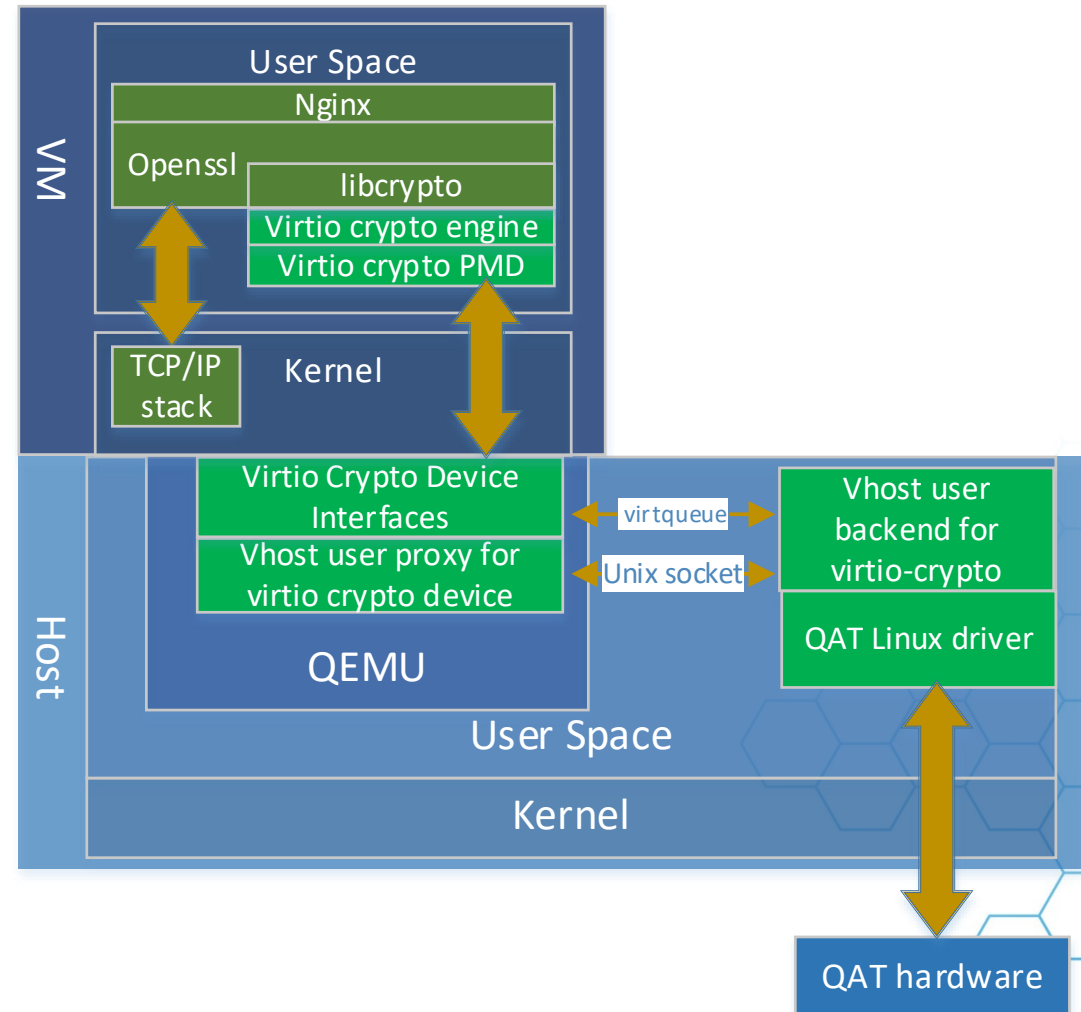 VM
User Space
Nginx
Openssl
libcrypto
Virtio crypto engine
Virtio crypto PMD
TCP/IP
stack
Kernel
Host
Virtio Crypto Device
Interfaces
Vhost user proxy for
virtio crypto device
QEMU
virtqueue
Unix socket
Vhost user
backend for
virtio-crypto
QAT Linux driver
User Space
Kernel
QAT hardware